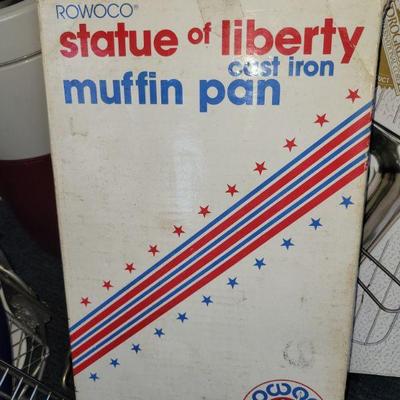 ROWOCO®
statue of liberty
cast iron
muffin pan